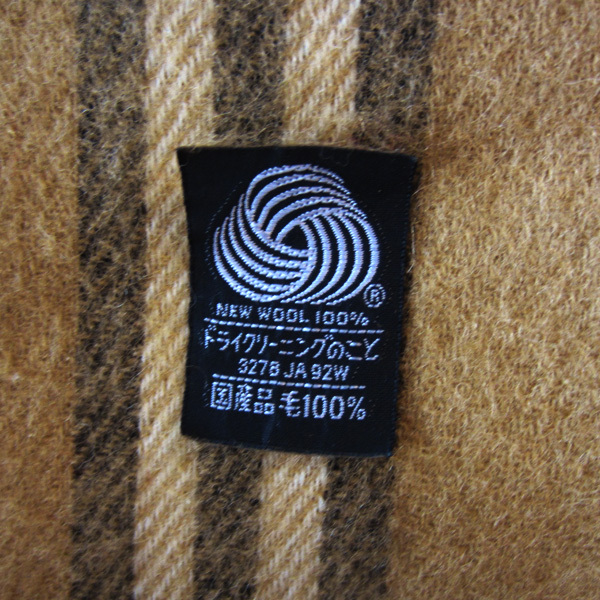 ®
NEW WOOL 100%
ドライクリーニングのこと
3278 JA 92W
国産品 毛100%